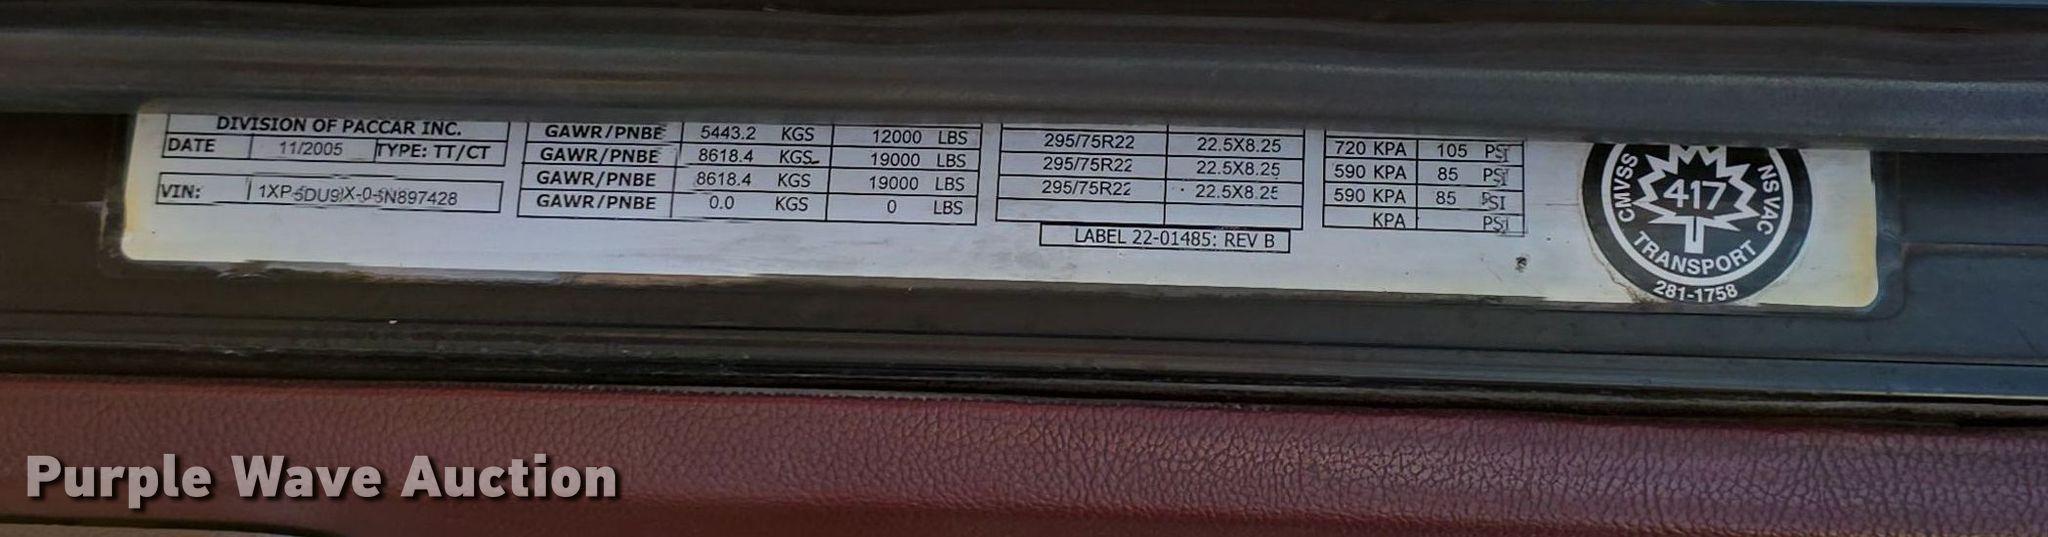 DIVISION OF PACCAR INC.
DATE 11/2005 TYPE: TT/CT
VIN: 1XP-5DU9 X-0- N897428
GAWR/PNBE 5443.2 KGS 12000 LBS
GAWR/PNBE 8618.4 KGS 19000 LBS
GAWR/PNBE 8618.4 KGS 19000 LBS
GAWR/PNBE 0.0 KGS 0 LBS
295/75R22 22.5X8.25
295/75R22 22.5X8.25
295/75R22 22.5X8.25
LABEL 22-01485: REV B
720 KPA 105 PSI
590 KPA 85 PSI
590 KPA 85 PSI
KPA PSI
CMVSS
NSVAC
417
TRANSPORT
281-1758
Purple Wave Auction